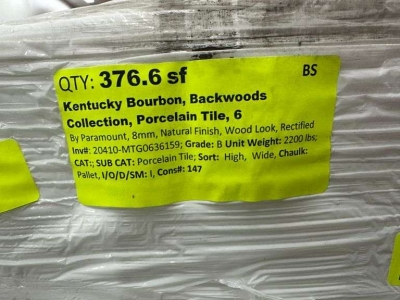 QTY: 376.6 sf BS
Kentucky Bourbon, Backwoods
Collection, Porcelain Tile, 6
By Paramount, 8mm, Natural Finish, Wood Look, Rectified
Inv#: 20410-MTG0636159; Grade: B Unit Weight: 2200 lbs;
CAT:; SUB CAT: Porcelain Tile; Sort: High, Wide, Chaulk:
Pallet, I/O/D/SM: I, Cons#: 147